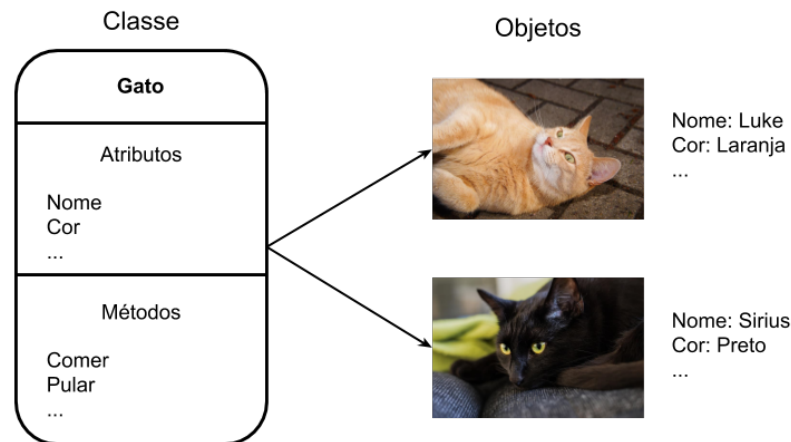 Classe
Gato
Atributos
Nome
Cor
...
Métodos
Comer
Pular
...
Objetos
Nome: Luke
Cor: Laranja
...
Nome: Sirius
Cor: Preto
...